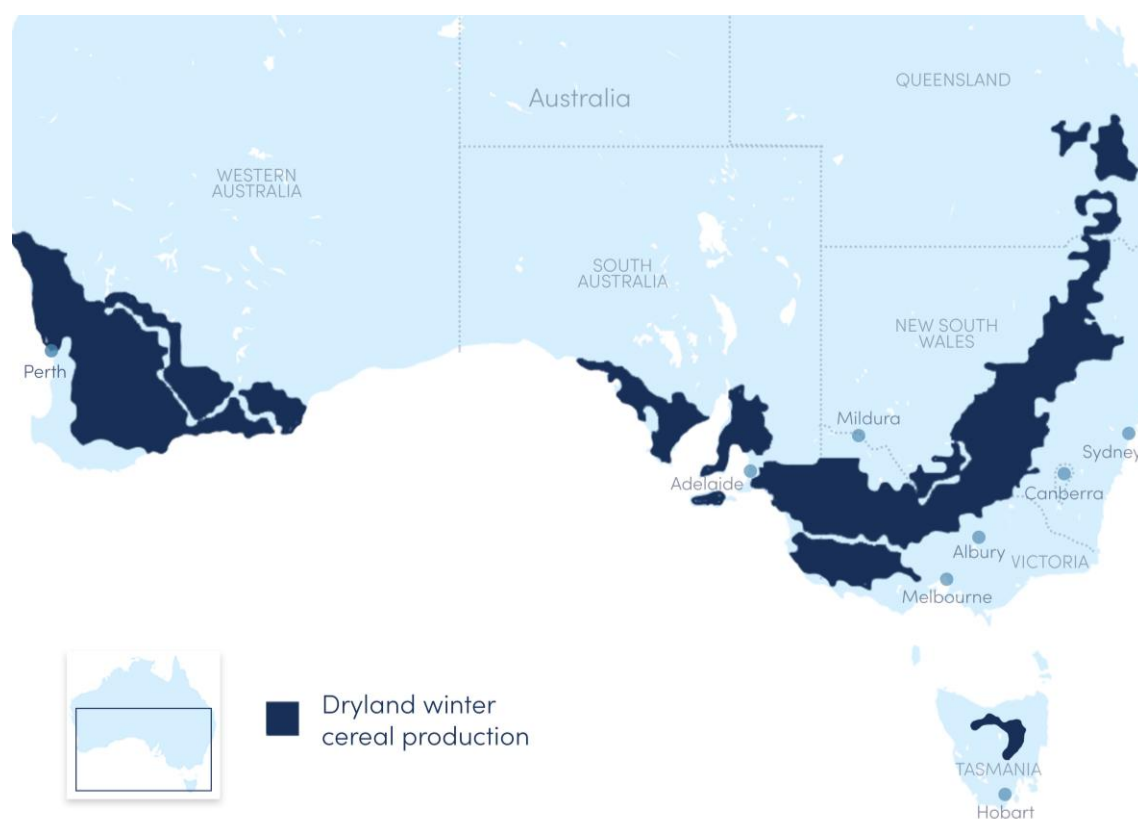 QUEENSLAND
Australia
WESTERN
AUSTRALIA
SOUTH
AUSTRALIA
NEW SOUTH
WALES
Perth
Mildura
Sydney
Adelaide
Canberra
Albury
VICTORIA
Melbourne
Dryland winter
cereal production
TASMANIA
Hobart